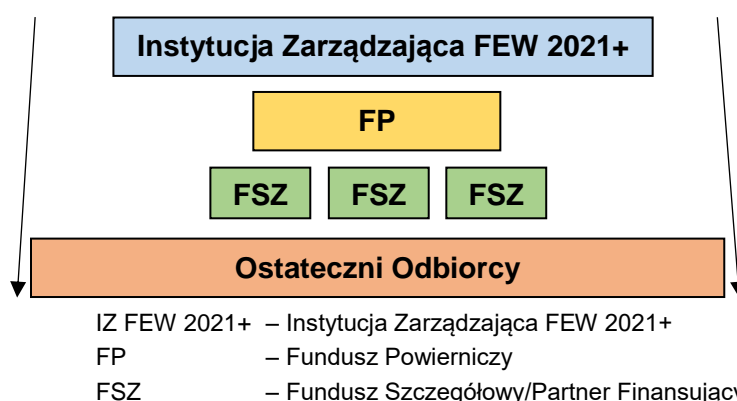 Instytucja Zarządzająca FEW 2021+
FP
FSZ FSZ FSZ
Ostateczni Odbiorcy
IZ FEW 2021+ – Instytucja Zarządzająca FEW 2021+
FP – Fundusz Powierniczy
FSZ – Fundusz Szczegółowy/Partner Finansujący